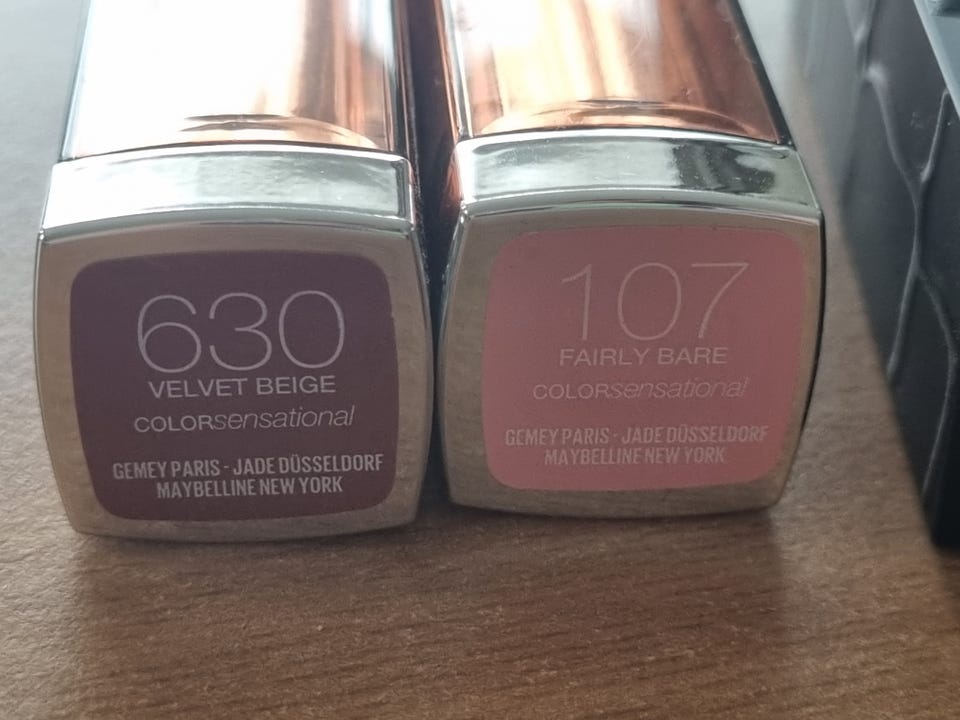 630
VELVET BEIGE
COLORsensational
GEMEY PARIS - JADE DÜSSELDORF
MAYBELLINE NEW YORK
107
FAIRLY BARE
COLORsensational
GEMEY PARIS · JADE DÜSSELDORF
MAYBELLINE NEW YORK